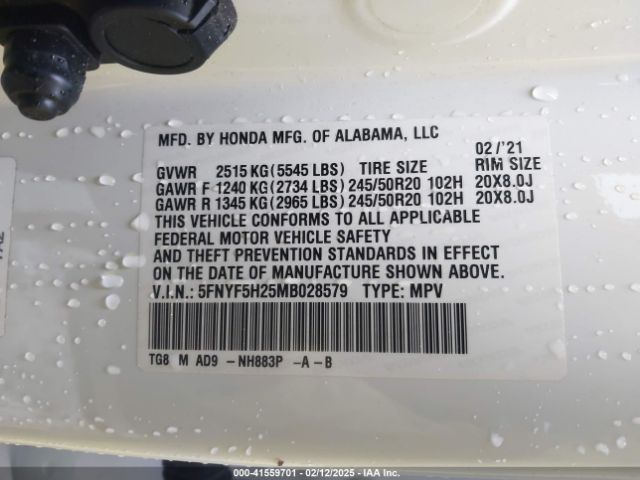 MFD. BY HONDA MFG. OF ALABAMA, LLC
02/'21
GVWR 2515 KG (5545 LBS) TIRE SIZE RIM SIZE
GAWR F 1240 KG (2734 LBS) 245/50R20 102H 20X8.0J
GAWR R 1345 KG (2965 LBS) 245/50R20 102H 20X8.0J
THIS VEHICLE CONFORMS TO ALL APPLICABLE
FEDERAL MOTOR VEHICLE SAFETY
AND THEFT PREVENTION STANDARDS IN EFFECT
ON THE DATE OF MANUFACTURE SHOWN ABOVE.
V.I.N.: 5FNYF5H25MB028579 TYPE: MPV
TG8 M AD9 -NH883P -A-B
000-41559701 - 02/12/2025 - IAA Inc.